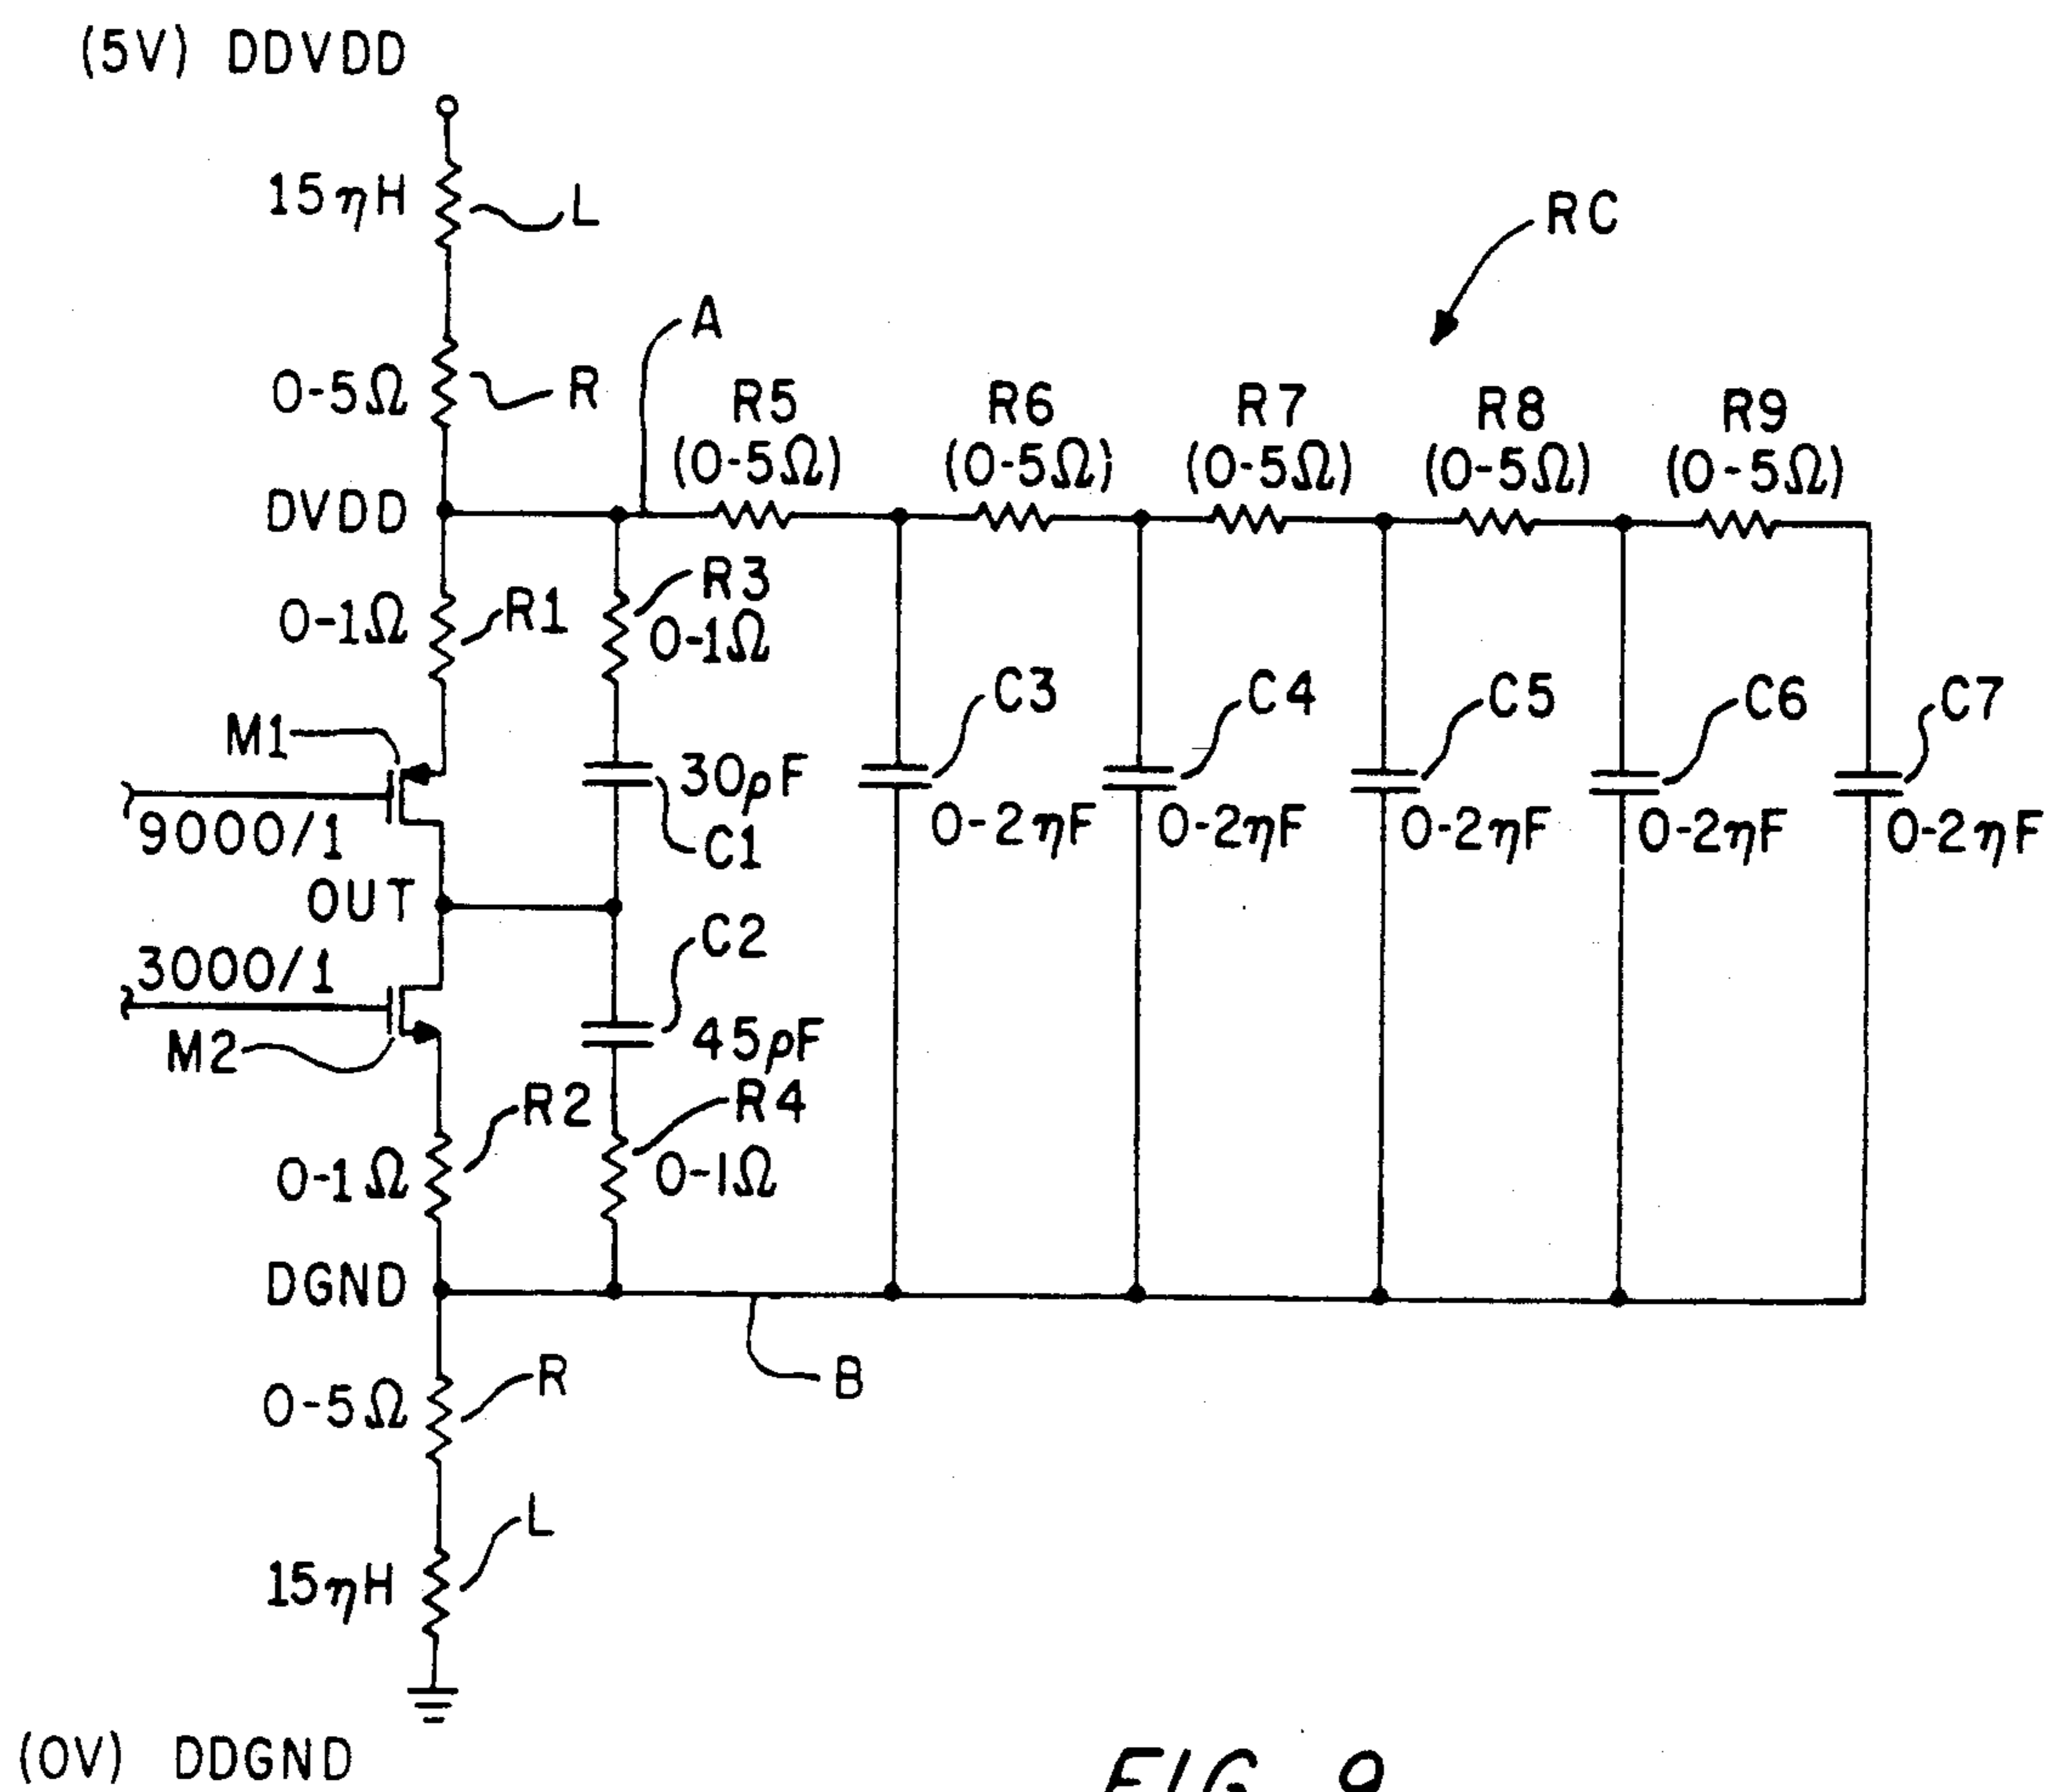 (5V) DDVDD
15ηH
L
RC
A
0-5Ω
R
R5
(0-5Ω)
R6
(0-5Ω)
R7
(0-5Ω)
R8
(0-5Ω)
R9
(0-5Ω)
DVDD
0-1Ω
R1
R3
0-1Ω
M1
9000/1
30pF
C1
C3
0-2ηF
C4
0-2ηF
C5
0-2ηF
C6
0-2ηF
C7
0-2ηF
OUT
3000/1
M2
C2
45pF
R2
0-1Ω
R4
0-1Ω
DGND
B
0-5Ω
R
L
15ηH
(0V) DDGND
FIG. 9